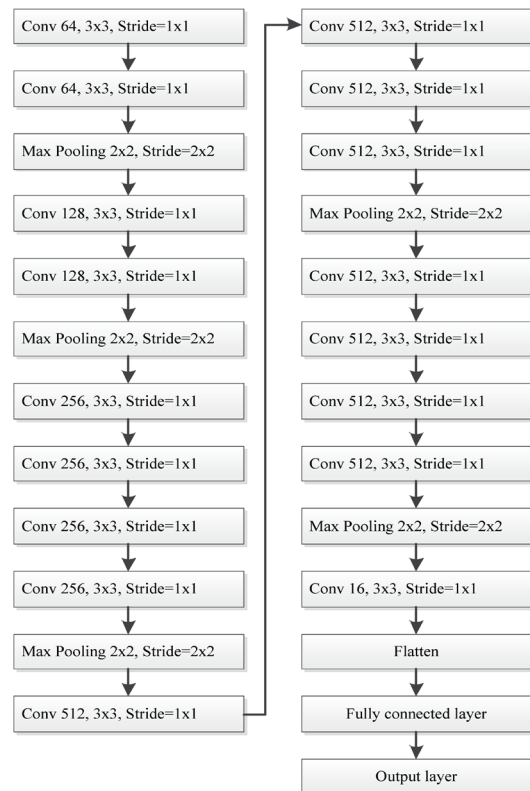 Conv 64, 3x3, Stride=1x1
Conv 64, 3x3, Stride=1x1
Max Pooling 2x2, Stride=2x2
Conv 128, 3x3, Stride=1x1
Conv 128, 3x3, Stride=1x1
Max Pooling 2x2, Stride=2x2
Conv 256, 3x3, Stride=1x1
Conv 256, 3x3, Stride=1x1
Conv 256, 3x3, Stride=1x1
Conv 256, 3x3, Stride=1x1
Max Pooling 2x2, Stride=2x2
Conv 512, 3x3, Stride=1x1
Conv 512, 3x3, Stride=1x1
Conv 512, 3x3, Stride=1x1
Conv 512, 3x3, Stride=1x1
Max Pooling 2x2, Stride=2x2
Conv 512, 3x3, Stride=1x1
Conv 512, 3x3, Stride=1x1
Conv 512, 3x3, Stride=1x1
Conv 512, 3x3, Stride=1x1
Max Pooling 2x2, Stride=2x2
Conv 16, 3x3, Stride=1x1
Flatten
Fully connected layer
Output layer